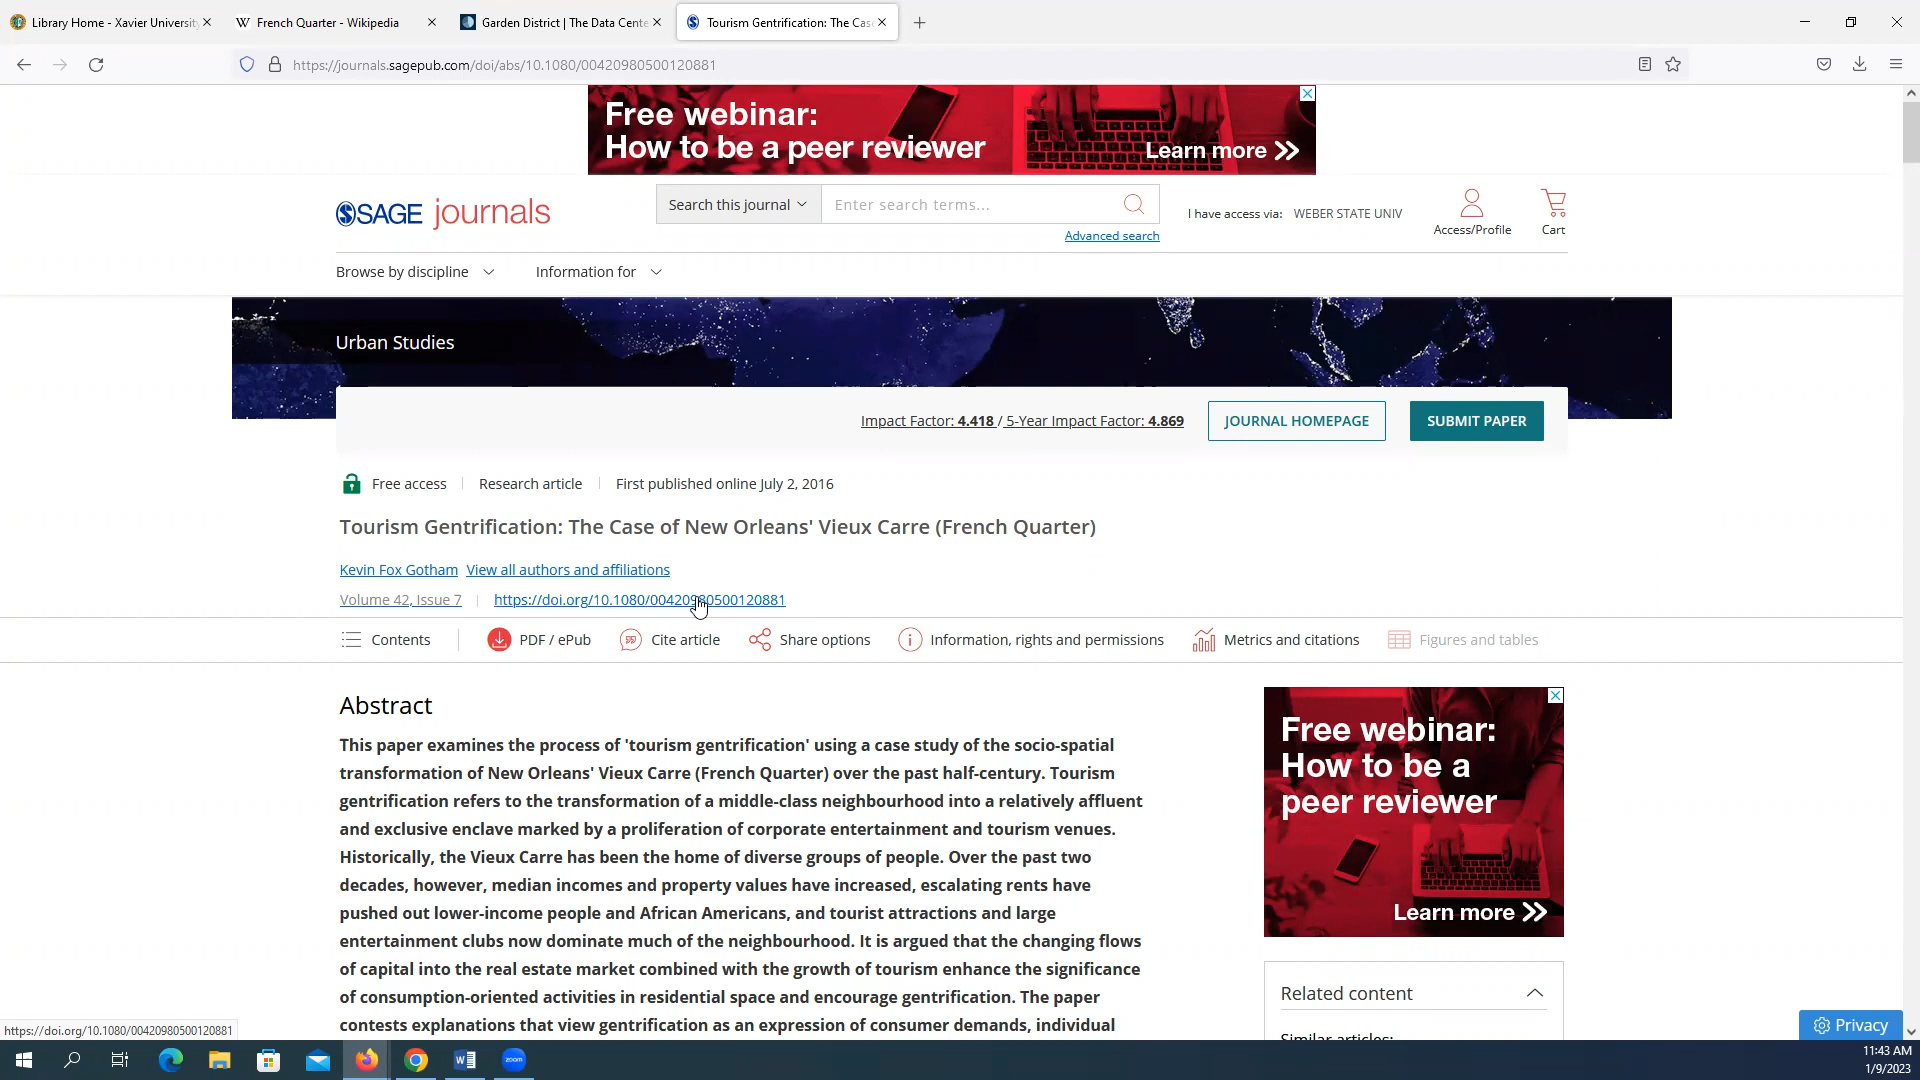 Library Home - Xavier University
French Quarter - Wikipedia
Garden District | The Data Cente
Tourism Gentrification: The Cas
https://journals.sagepub.com/doi/abs/10.1080/00420980500120881
Free webinar:
How to be a peer reviewer
Learn more
SAGE journals
Search this journal
Enter search terms...
Advanced search
I have access via: WEBER STATE UNIV
Access/Profile
Cart
Browse by discipline
Information for
Urban Studies
Impact Factor: 4.418 / 5-Year Impact Factor: 4.869
JOURNAL HOMEPAGE
SUBMIT PAPER
Free access
Research article
First published online July 2, 2016
Tourism Gentrification: The Case of New Orleans' Vieux Carre (French Quarter)
Kevin Fox Gotham View all authors and affiliations
Volume 42, Issue 7
https://doi.org/10.1080/00420980500120881
Contents
PDF / ePub
Cite article
Share options
Information, rights and permissions
Metrics and citations
Figures and tables
Abstract
This paper examines the process of 'tourism gentrification' using a case study of the socio-spatial
transformation of New Orleans' Vieux Carre (French Quarter) over the past half-century. Tourism
gentrification refers to the transformation of a middle-class neighbourhood into a relatively affluent
and exclusive enclave marked by a proliferation of corporate entertainment and tourism venues.
Historically, the Vieux Carre has been the home of diverse groups of people. Over the past two
decades, however, median incomes and property values have increased, escalating rents have
pushed out lower-income people and African Americans, and tourist attractions and large
entertainment clubs now dominate much of the neighbourhood. It is argued that the changing flows
of capital into the real estate market combined with the growth of tourism enhance the significance
of consumption-oriented activities in residential space and encourage gentrification. The paper
contests explanations that view gentrification as an expression of consumer demands, individual
Free webinar:
How to be a
peer reviewer
Learn more
Related content
Similar articles:
Privacy
https://doi.org/10.1080/00420980500120881
zoom
11:43 AM
1/9/2023